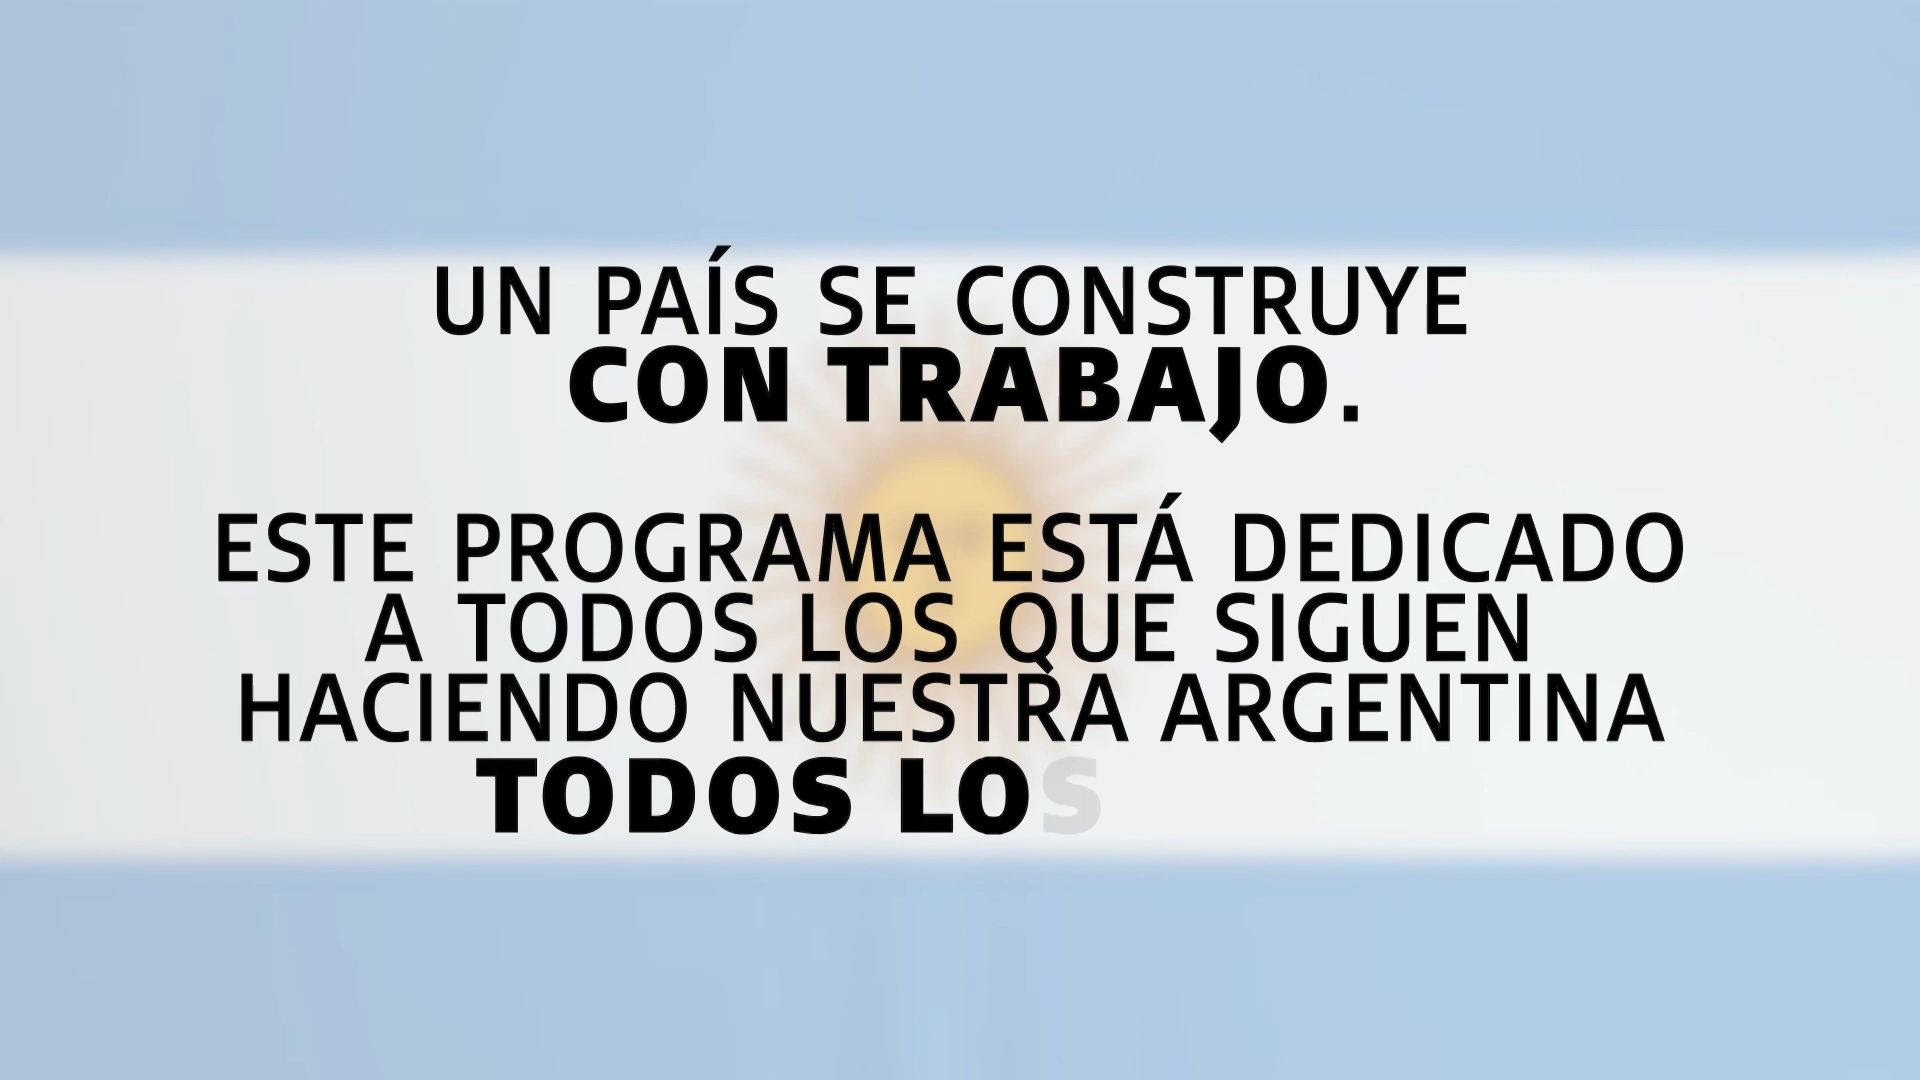 UN PAÍS SE CONSTRUYE
CON TRABAJO.
ESTE PROGRAMA ESTÁ DEDICADO
A TODOS LOS QUE SIGUEN
HACIENDO NUESTRA ARGENTINA
TODOS LOS